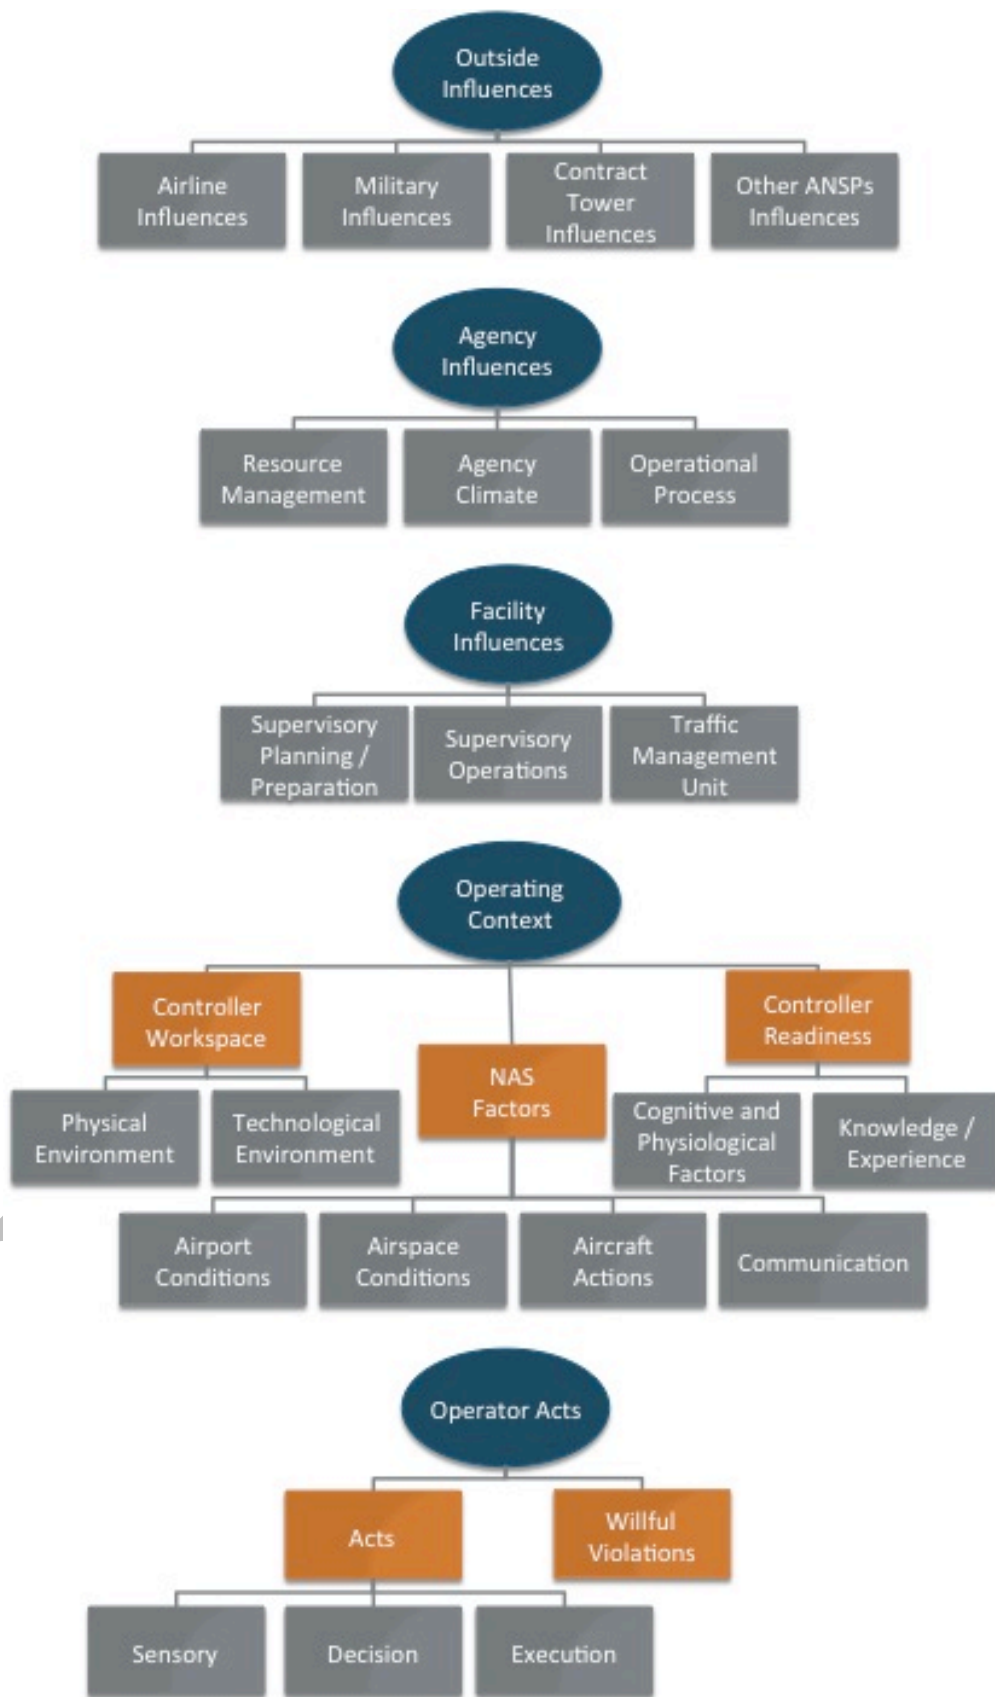 Outside
Influences
Airline
Influences
Military
Influences
Contract
Tower
Influences
Other ANSPs
Influences
Agency
Influences
Resource
Management
Agency
Climate
Operational
Process
Facility
Influences
Supervisory
Planning /
Preparation
Supervisory
Operations
Traffic
Management
Unit
Operating
Context
Controller
Workspace
NAS
Factors
Controller
Readiness
Physical
Environment
Technological
Environment
Cognitive and
Physiological
Factors
Knowledge /
Experience
Airport
Conditions
Airspace
Conditions
Aircraft
Actions
Communication
Operator Acts
Acts
Willful
Violations
Sensory
Decision
Execution